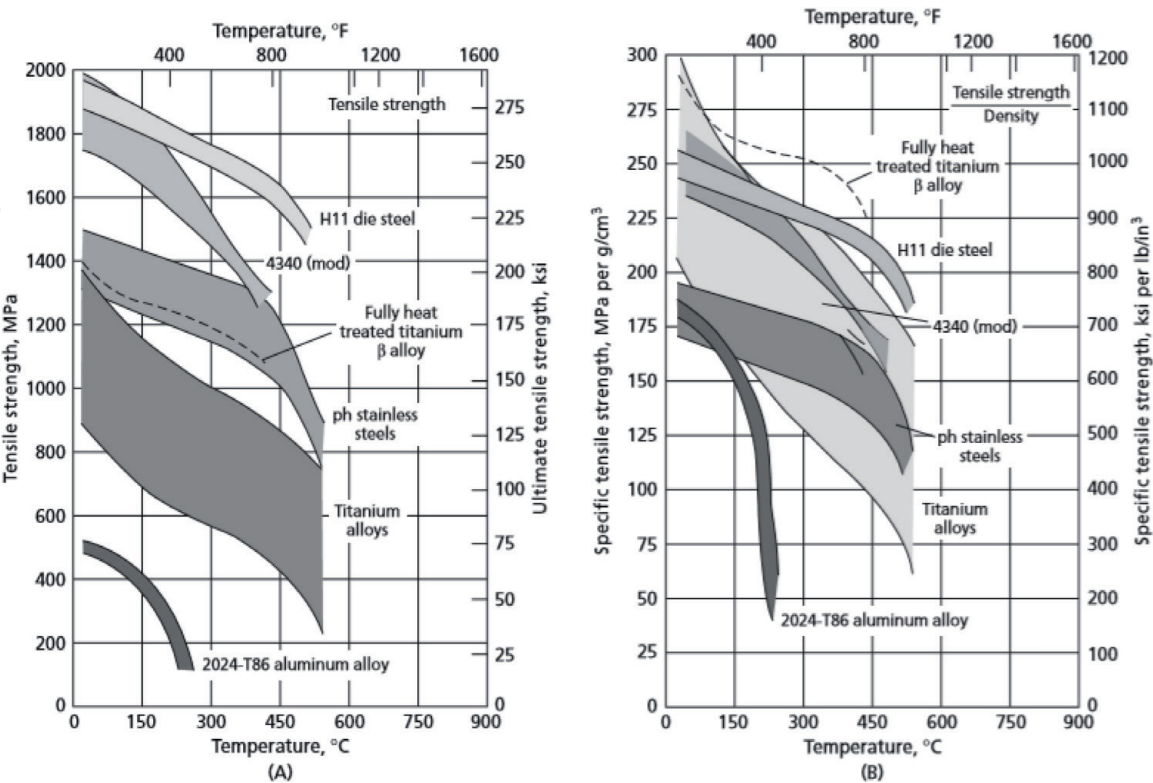 Temperature, °F
400 800 1200 1600
2000
1800
1600
1400
1200
1000
800
600
400
200
0
Tensile strength, MPa
Tensile strength
H11 die steel
4340 (mod)
Fully heat
treated titanium
β alloy
ph stainless
steels
Titanium
alloys
2024-T86 aluminum alloy
275
250
225
200
175
150
125
100
75
50
25
0
Ultimate tensile strength, ksi
0 150 300 450 600 750 900
Temperature, °C
(A)
Temperature, °F
400 800 1200 1600
300
275
250
225
200
175
150
125
100
75
50
25
0
Specific tensile strength, MPa per g/cm³
Tensile strength
Density
Fully heat
treated titanium
β alloy
H11 die steel
4340 (mod)
ph stainless
steels
Titanium
alloys
2024-T86 aluminum alloy
1200
1100
1000
900
800
700
600
500
400
300
200
100
0
Specific tensile strength, ksi per lb/in³
0 150 300 450 600 750 900
Temperature, °C
(B)